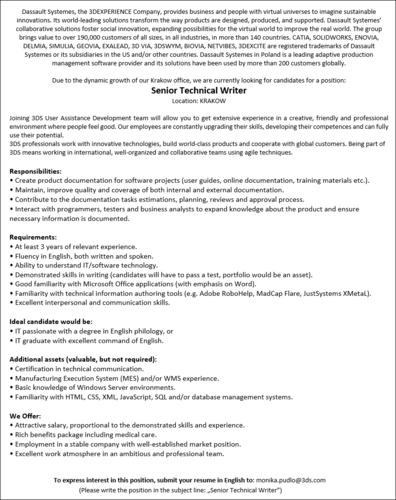 Dassault Systemes, the 3DEXPERIENCE Company, provides business and people with virtual universes to imagine sustainable
innovations. Its world-leading solutions transform the way products are designed, produced, and supported. Dassault Systemes'
collaborative solutions foster social innovation, expanding possibilities for the virtual world to improve the real world. The group
brings value to over 190,000 customers of all sizes, in all industries, in more than 140 countries. CATIA, SOLIDWORKS, ENOVIA,
DELMIA, SIMULIA, GEOVIA, EXALEAD, 3D VIA, 3DSWYM, BIOVIA, NETVIBES, 3DEXCITE are registered trademarks of Dassault
Systemes or its subsidiaries in the US and/or other countries. Dassault Systemes in Poland is a leading adaptive production
management software provider and its solutions have been used by more than 200 customers globally.
Due to the dynamic growth of our Krakow office, we are currently looking for candidates for a position:
Senior Technical Writer
Location: KRAKOW
Joining 3DS User Assistance Development team will allow you to get extensive experience in a creative, friendly and professional
environment where people feel good. Our employees are constantly upgrading their skills, developing their competences and can fully
use their potential.
3DS professionals work with innovative technologies, build world-class products and cooperate with global customers. Being part of
3DS means working in international, well-organized and collaborative teams using agile techniques.
Responsibilities:
• Create product documentation for software projects (user guides, online documentation, training materials etc.).
• Maintain, improve quality and coverage of both internal and external documentation.
• Contribute to the documentation tasks estimations, planning, reviews and approval process.
• Interact with programmers, testers and business analysts to expand knowledge about the product and ensure
necessary information is documented.
Requirements:
• At least 3 years of relevant experience.
• Fluency in English, both written and spoken.
• Ability to understand IT/software technology.
• Demonstrated skills in writing (candidates will have to pass a test, portfolio would be an asset).
• Good familiarity with Microsoft Office applications (with emphasis on Word).
• Familiarity with technical information authoring tools (e.g. Adobe RoboHelp, MadCap Flare, JustSystems XMetaL).
• Excellent interpersonal and communication skills.
Ideal candidate would be:
• IT passionate with a degree in English philology, or
• IT graduate with excellent command of English.
Additional assets (valuable, but not required):
• Certification in technical communication.
• Manufacturing Execution System (MES) and/or WMS experience.
• Basic knowledge of Windows Server environments.
• Familiarity with HTML, CSS, XML, JavaScript, SQL and/or database management systems.
We Offer:
• Attractive salary, proportional to the demonstrated skills and experience.
• Rich benefits package including medical care.
• Employment in a stable company with well-established market position.
• Excellent work atmosphere in an ambitious and professional team.
To express interest in this position, submit your resume in English to: monika.pudlo@3ds.com
(Please write the position in the subject line: „Senior Technical Writer")